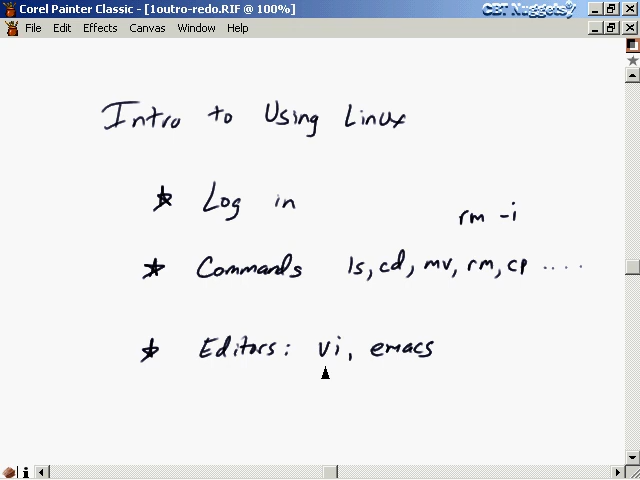 Corel Painter Classic - [1outro-redo.RIF @ 100%]
CBT Nuggets
File Edit Effects Canvas Window Help
Intro to Using Linux
* Log in
rm -i
* Commands ls, cd, mv, rm, cp ....
* Editors: vi, emacs